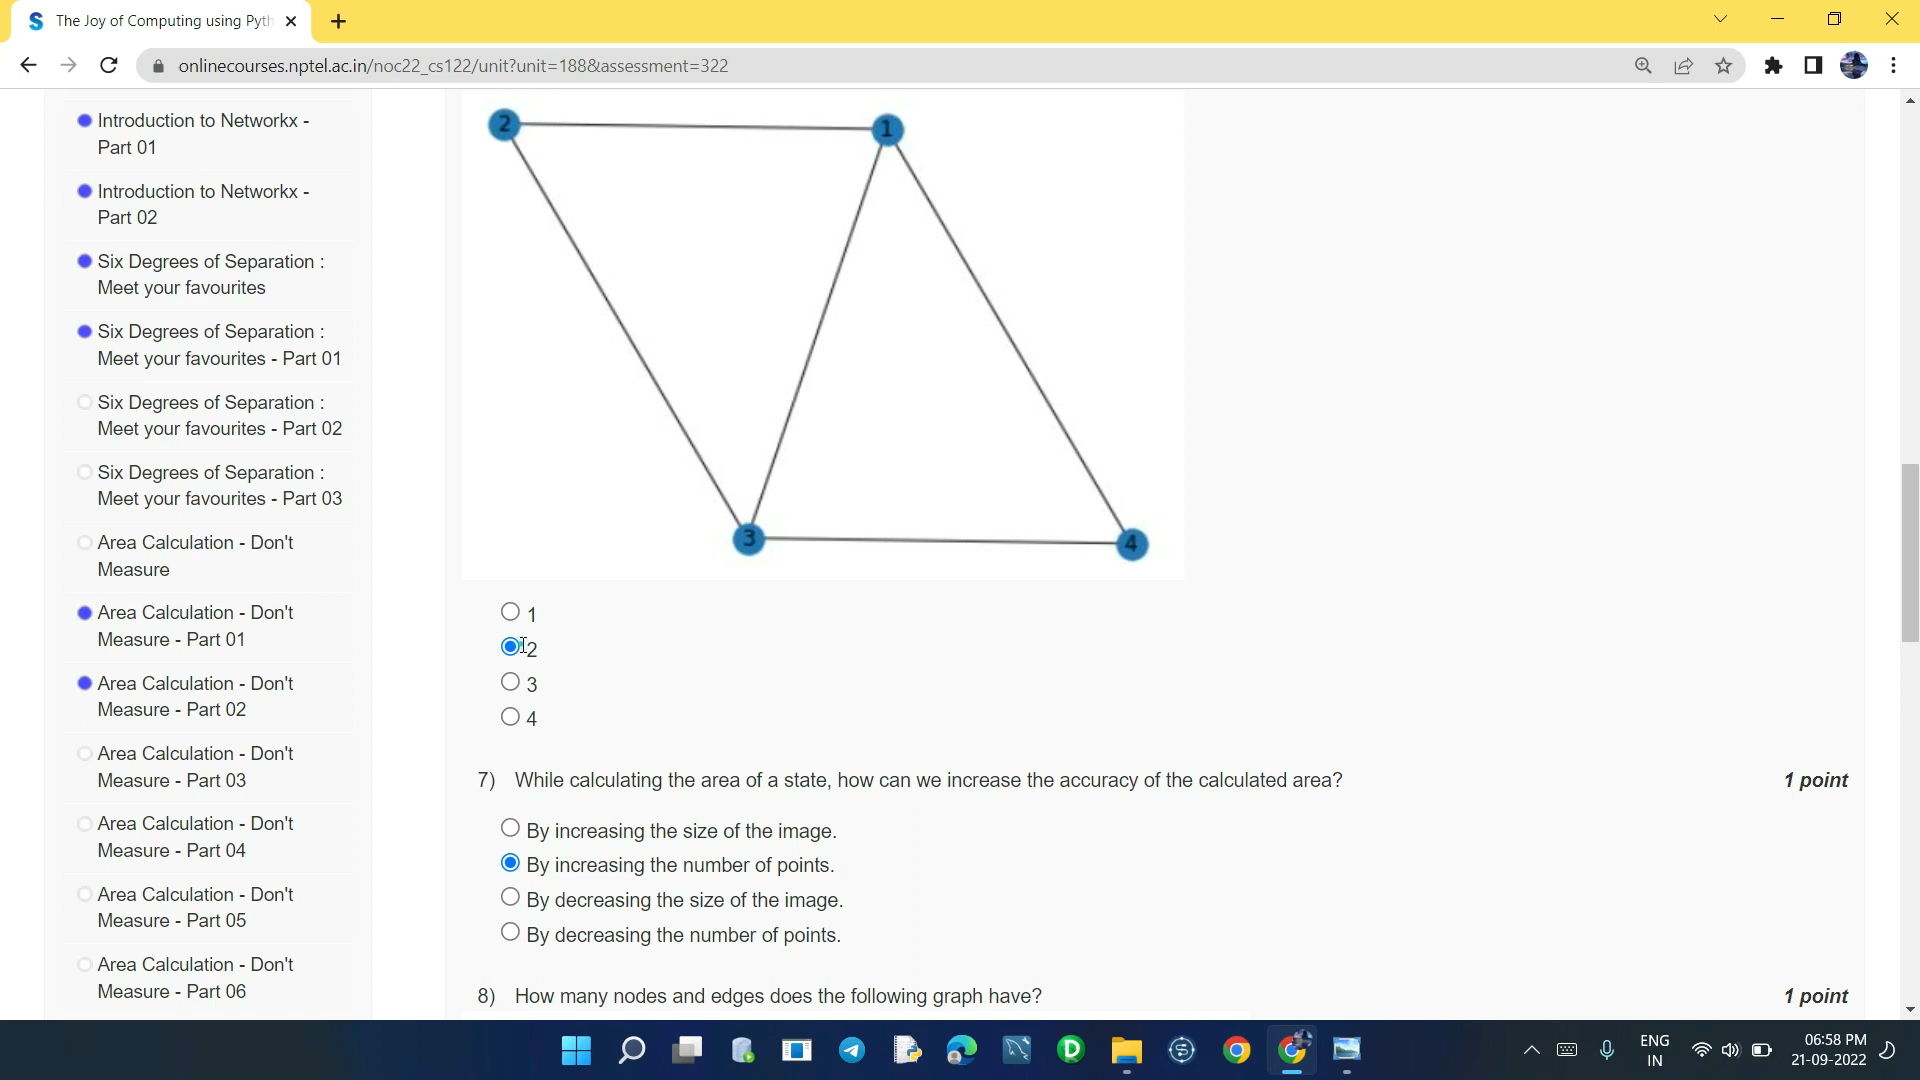 The Joy of Computing using Pyth
onlinecourses.nptel.ac.in/noc22_cs122/unit?unit=188&assessment=322
Introduction to Networkx -
Part 01
Introduction to Networkx -
Part 02
Six Degrees of Separation :
Meet your favourites
Six Degrees of Separation :
Meet your favourites - Part 01
Six Degrees of Separation :
Meet your favourites - Part 02
Six Degrees of Separation :
Meet your favourites - Part 03
Area Calculation - Don't
Measure
Area Calculation - Don't
Measure - Part 01
Area Calculation - Don't
Measure - Part 02
Area Calculation - Don't
Measure - Part 03
Area Calculation - Don't
Measure - Part 04
Area Calculation - Don't
Measure - Part 05
Area Calculation - Don't
Measure - Part 06
2 1
3 4
1
2
3
4
7) While calculating the area of a state, how can we increase the accuracy of the calculated area? 1 point
By increasing the size of the image.
By increasing the number of points.
By decreasing the size of the image.
By decreasing the number of points.
8) How many nodes and edges does the following graph have? 1 point
ENG
IN
06:58 PM
21-09-2022